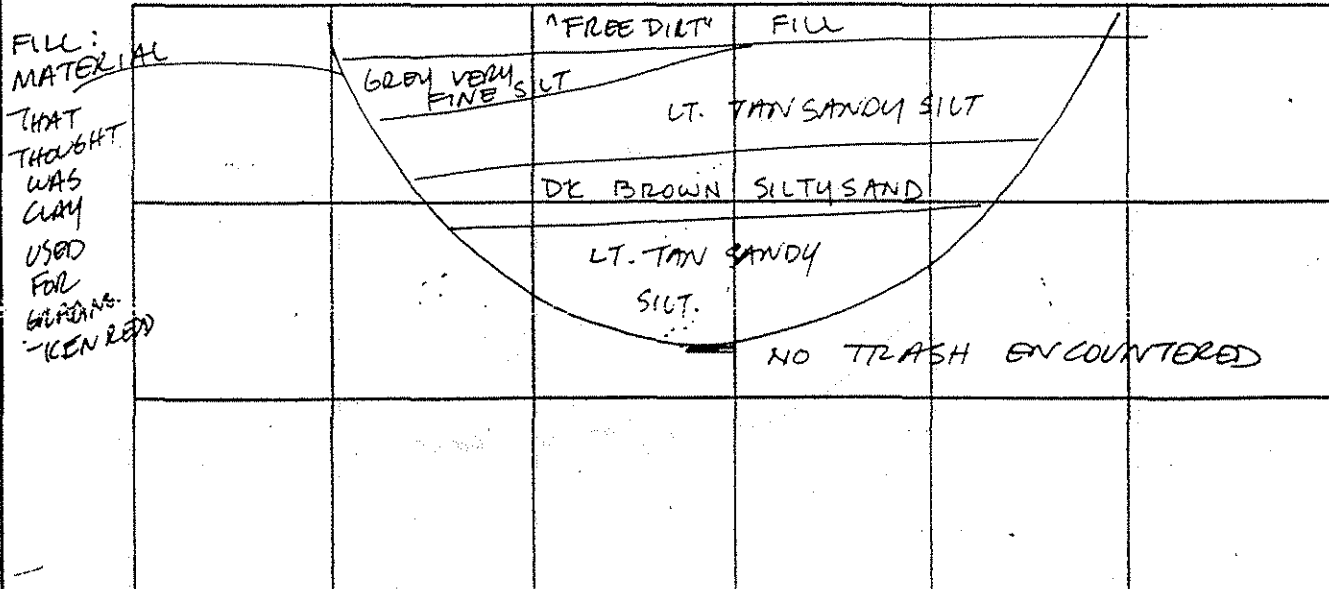 FILL:
MATERIAL
THAT
THOUGHT
WAS
CLAY
USED
FOR
GRADING.
-KEN REDD
"FREE DIRT" FILL
GREY VERY
FINE SILT
LT. TAN SANDY SILT
DK BROWN SILTY SAND
LT. TAN SANDY
SILT.
NO TRASH ENCOUNTERED